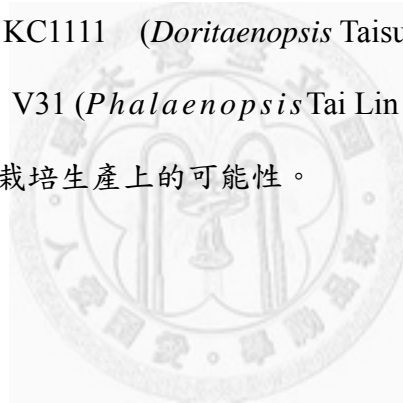 KC1111 (Doritaenopsis Taisu
V31 (Phalaenopsis Tai Lin
栽培生產上的可能性。